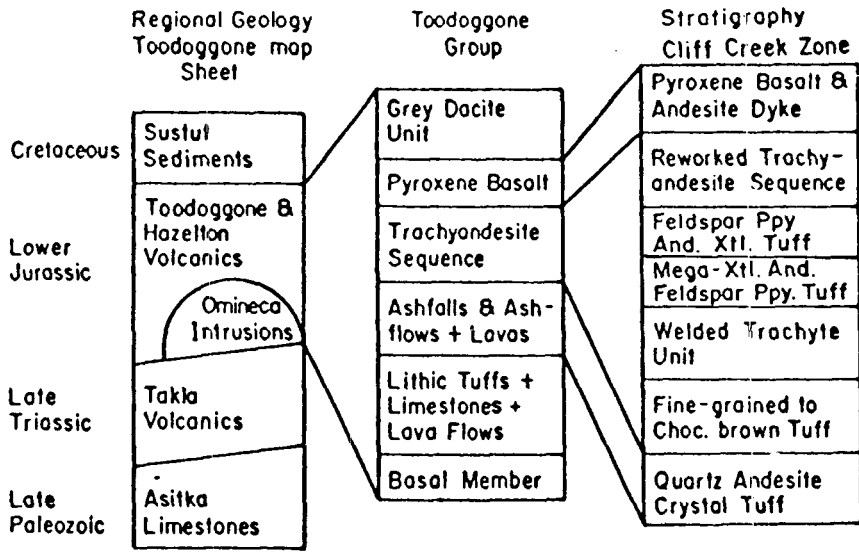 Regional Geology
Toodoggone map
Sheet
Cretaceous
Lower
Jurassic
Late
Triassic
Late
Paleozoic
Sustut
Sediments
Toodoggone &
Hazelton
Volcanics
Omineca
Intrusions
Takla
Volcanics
Asitka
Limestones
Toodoggone
Group
Grey Dacite
Unit
Pyroxene Basalt
Trachyandesite
Sequence
Ashfalls & Ash-
flows + Lavas
Lithic Tuffs +
Limestones +
Lava Flows
Basal Member
Stratigraphy
Cliff Creek Zone
Pyroxene Basalt &
Andesite Dyke
Reworked Trachy-
andesite Sequence
Feldspar Ppy
And. Xtl. Tuff
Mega-Xtl. And.
Feldspar Ppy. Tuff
Welded Trachyte
Unit
Fine-grained to
Choc. brown Tuff
Quartz Andesite
Crystal Tuff